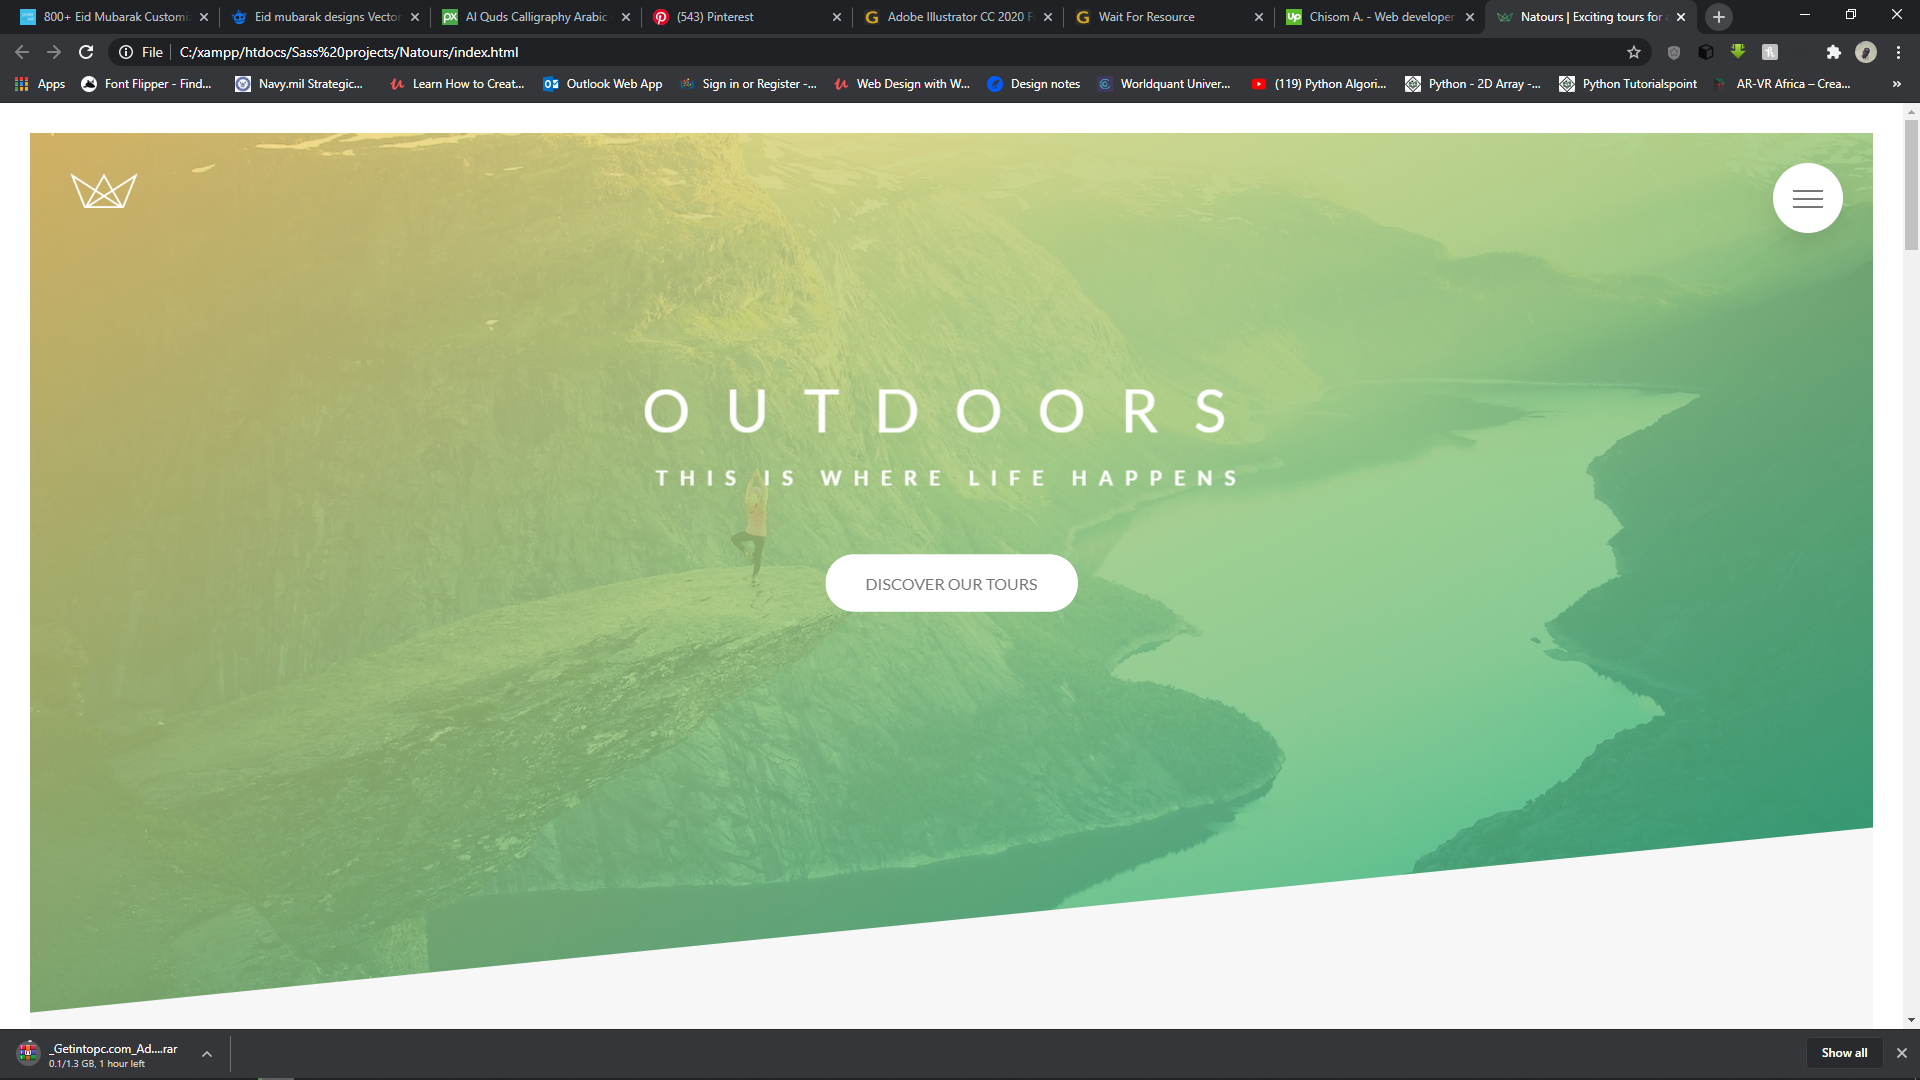 800+ Eid Mubarak Customi
Eid mubarak designs Vector
Al Quds Calligraphy Arabic
(543) Pinterest
Adobe Illustrator CC 2020 F
Wait For Resource
Chisom A. - Web developer
Natours | Exciting tours for
File
C:/xampp/htdocs/Sass%20projects/Natours/index.html
Apps
Font Flipper - Find...
Navy.mil Strategic...
Learn How to Creat...
Outlook Web App
Sign in or Register -...
Web Design with W...
Design notes
Worldquant Univer...
(119) Python Algori...
Python - 2D Array -...
Python Tutorialspoint
AR-VR Africa – Crea...
»
OUTDOORS
THIS IS WHERE LIFE HAPPENS
DISCOVER OUR TOURS
_Getintopc.com_Ad....rar
0.1/1.3 GB, 1 hour left
Show all